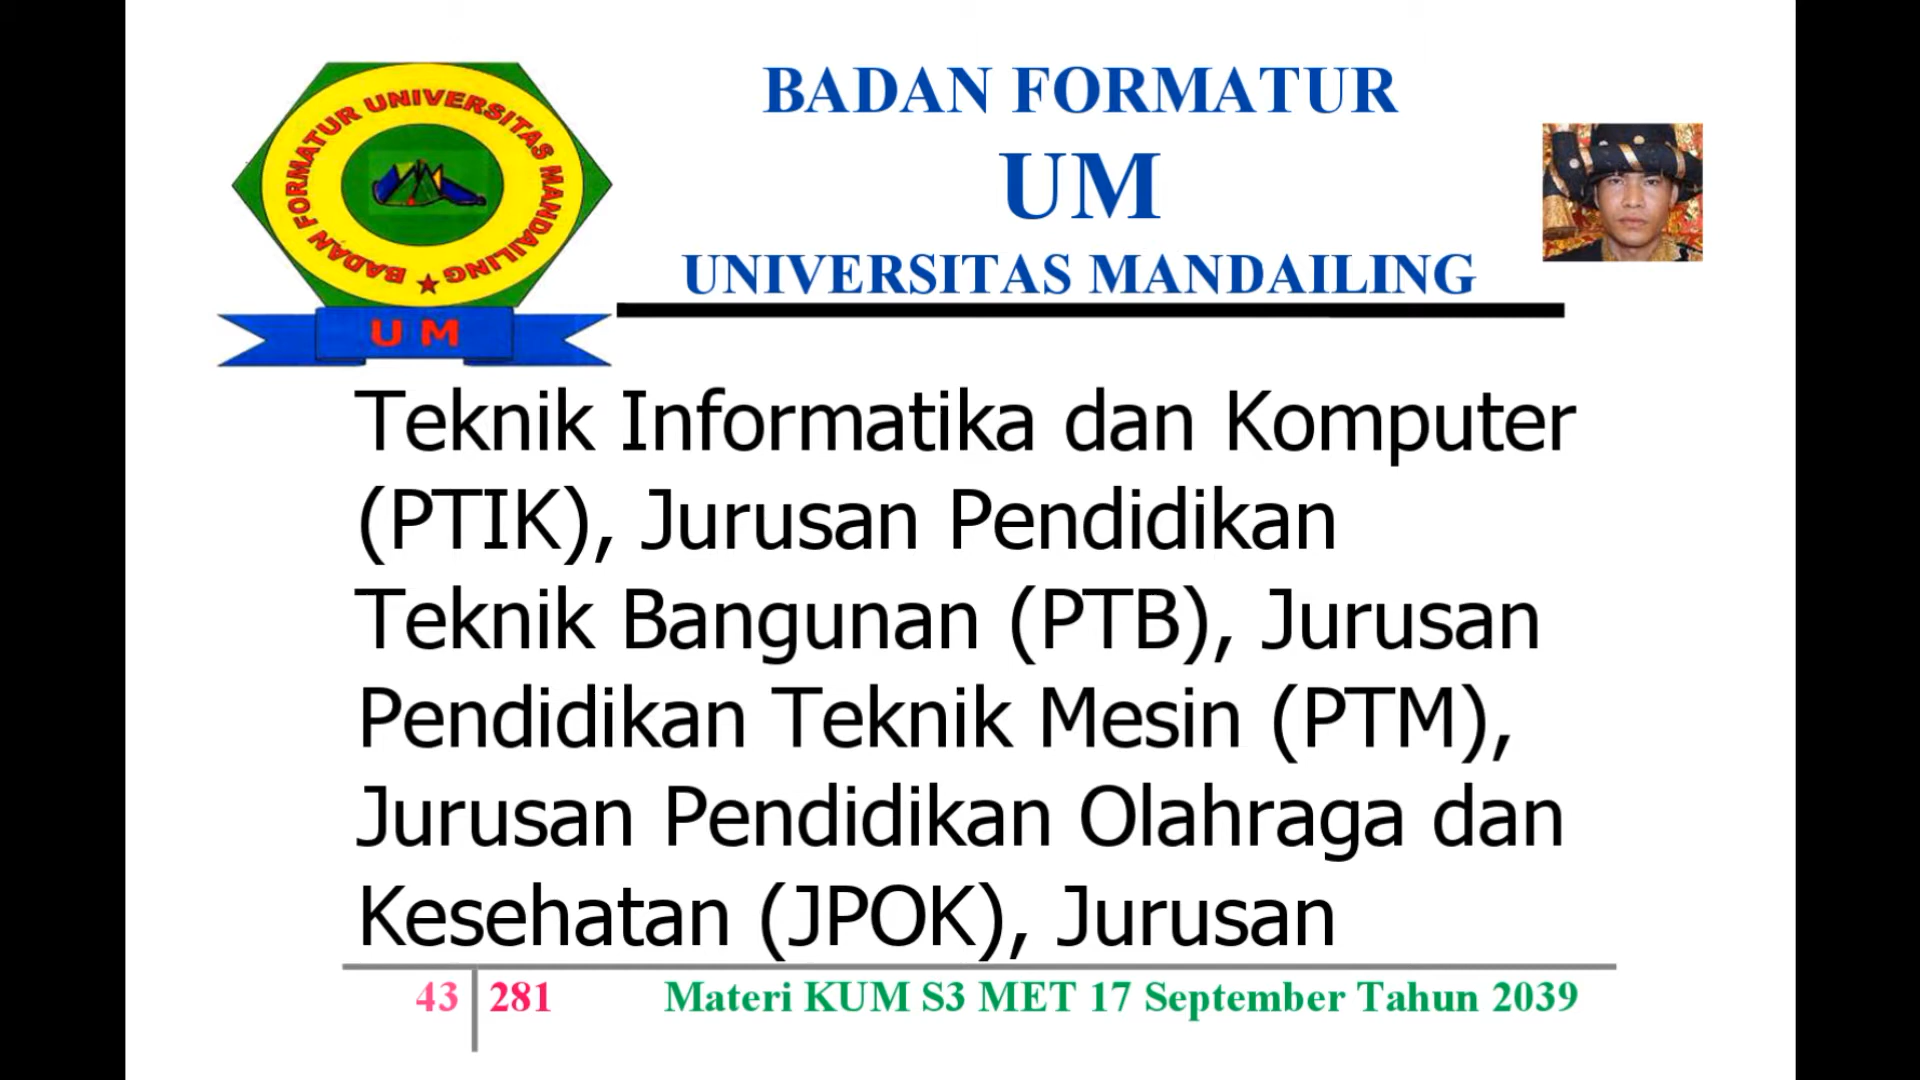 BADAN FORMATUR UNIVERSITAS MANDAILING
U M
BADAN FORMATUR
UM
UNIVERSITAS MANDAILING
Teknik Informatika dan Komputer
(PTIK), Jurusan Pendidikan
Teknik Bangunan (PTB), Jurusan
Pendidikan Teknik Mesin (PTM),
Jurusan Pendidikan Olahraga dan
Kesehatan (JPOK), Jurusan
43 281 Materi KUM S3 MET 17 September Tahun 2039